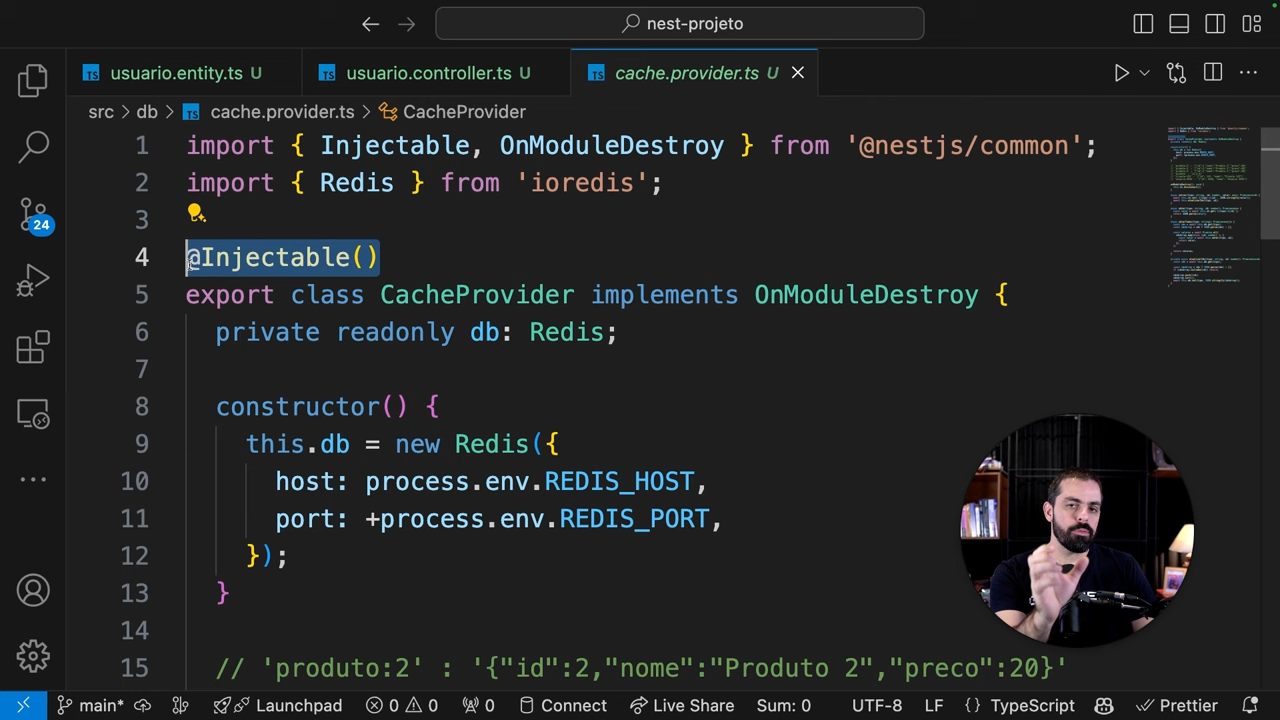 nest-projeto
TS usuario.entity.ts U
TS usuario.controller.ts U
TS cache.provider.ts U
src > db > TS cache.provider.ts > CacheProvider
1 import { Injectable, OnModuleDestroy } from '@nestjs/common';
2 import { Redis } from 'ioredis';
3
4 @Injectable()
5 export class CacheProvider implements OnModuleDestroy {
6 private readonly db: Redis;
7
8 constructor() {
9 this.db = new Redis({
10 host: process.env.REDIS_HOST,
11 port: +process.env.REDIS_PORT,
12 });
13 }
14
15 // 'produto:2' : '{"id":2,"nome":"Produto 2","preco":20}'
24
main* Launchpad 0 0 0 Connect Live Share Sum: 0 UTF-8 LF {} TypeScript Prettier